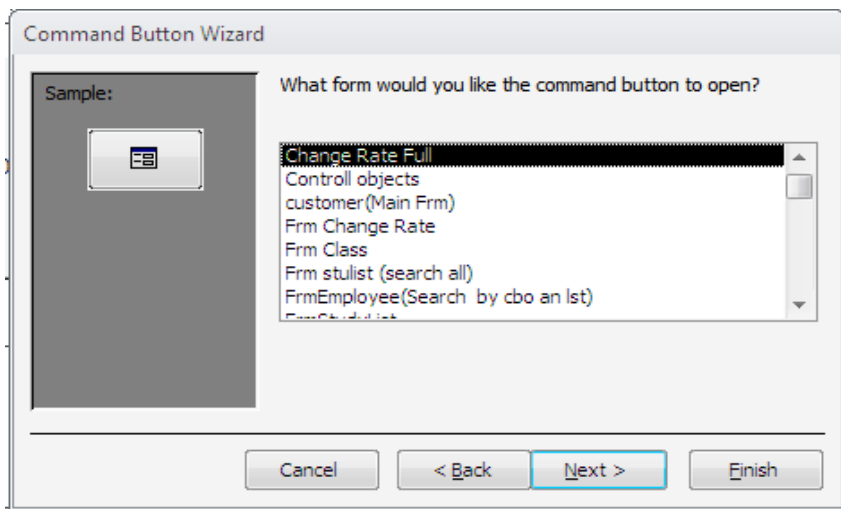 Command Button Wizard
Sample:
What form would you like the command button to open?
Change Rate Full
Controll objects
customer(Main Frm)
Frm Change Rate
Frm Class
Frm stulist (search all)
FrmEmployee(Search by cbo an lst)
FrmStudyList
Cancel
< Back
Next >
Finish